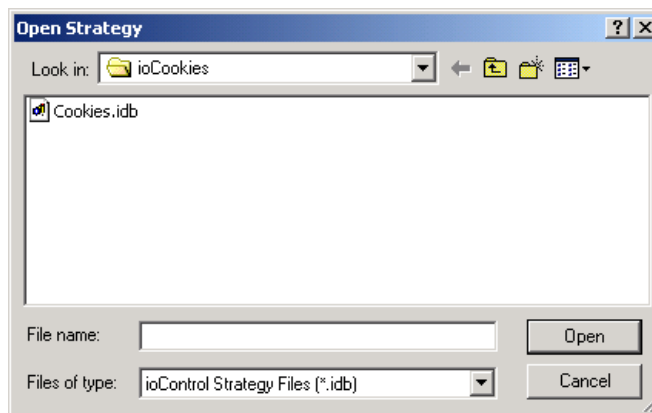 Open Strategy
Look in: ioCookies
Cookies.idb
File name:
Open
Files of type: ioControl Strategy Files (*.idb)
Cancel